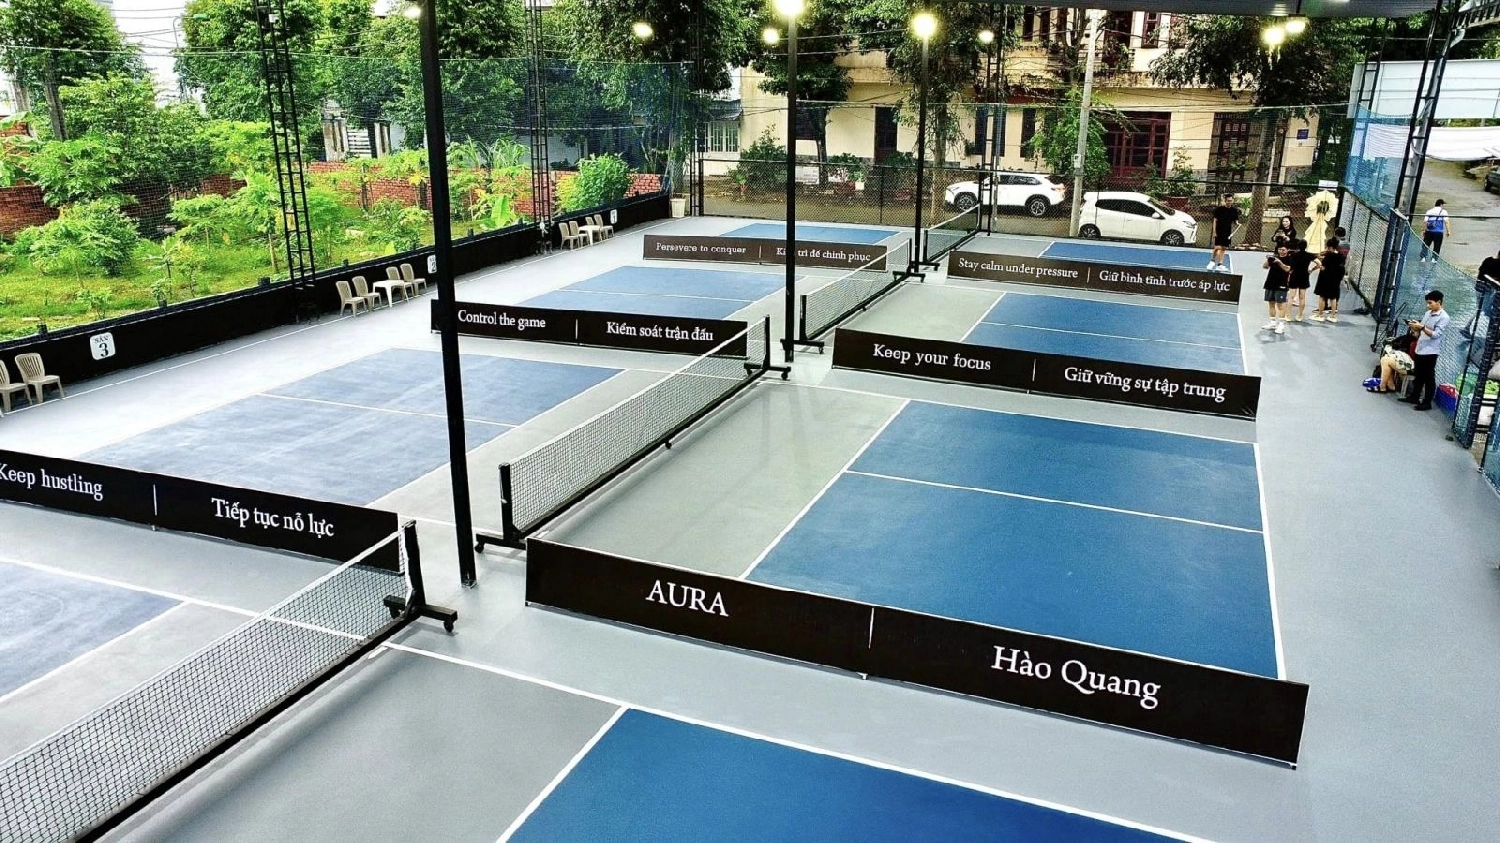 Persevere to conquer
Kiên trì để chinh phục
Stay calm under pressure
Giữ bình tĩnh trước áp lực
Control the game
Kiểm soát trận đấu
Keep your focus
Giữ vững sự tập trung
SÂN
3
Keep hustling
Tiếp tục nỗ lực
AURA
Hào Quang